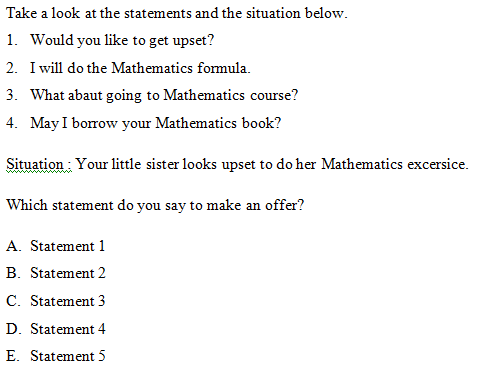 Take a look at the statements and the situation below.
1. Would you like to get upset?
2. I will do the Mathematics formula.
3. What abaut going to Mathematics course?
4. May I borrow your Mathematics book?
Situation : Your little sister looks upset to do her Mathematics excersice.
Which statement do you say to make an offer?
A. Statement 1
B. Statement 2
C. Statement 3
D. Statement 4
E. Statement 5